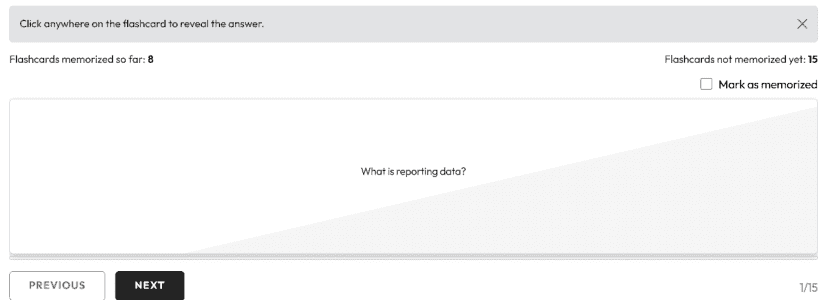 Click anywhere on the flashcard to reveal the answer.
Flashcards memorized so far: 8
Flashcards not memorized yet: 15
Mark as memorized
What is reporting data?
PREVIOUS
NEXT
1/15